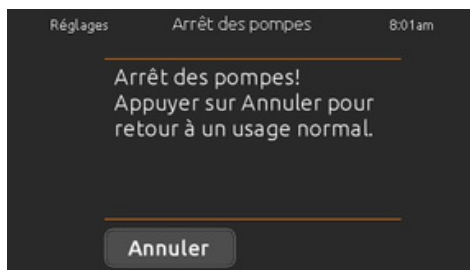 Réglages Arrêt des pompes 8:01am
Arrêt des pompes!
Appuyer sur Annuler pour
retour à un usage normal.
Annuler